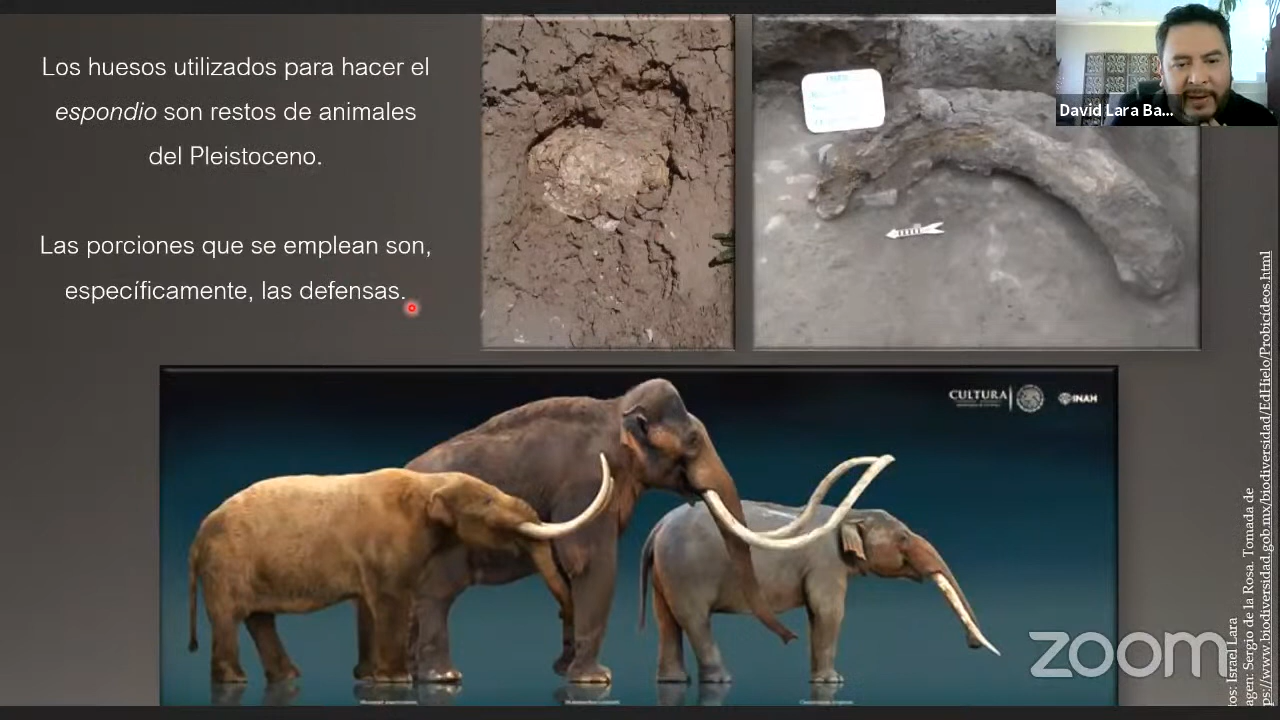 Los huesos utilizados para hacer el
espondio son restos de animales
del Pleistoceno.
Las porciones que se emplean son,
específicamente, las defensas.
David Lara Ba...
CULTURA
INAH
zoom
os: Israel Lara
agen: Sergio de la Rosa. Tomada de
ps://www.biodiversidad.gob.mx/biodiversidad/EdHielo/Probicideos.html